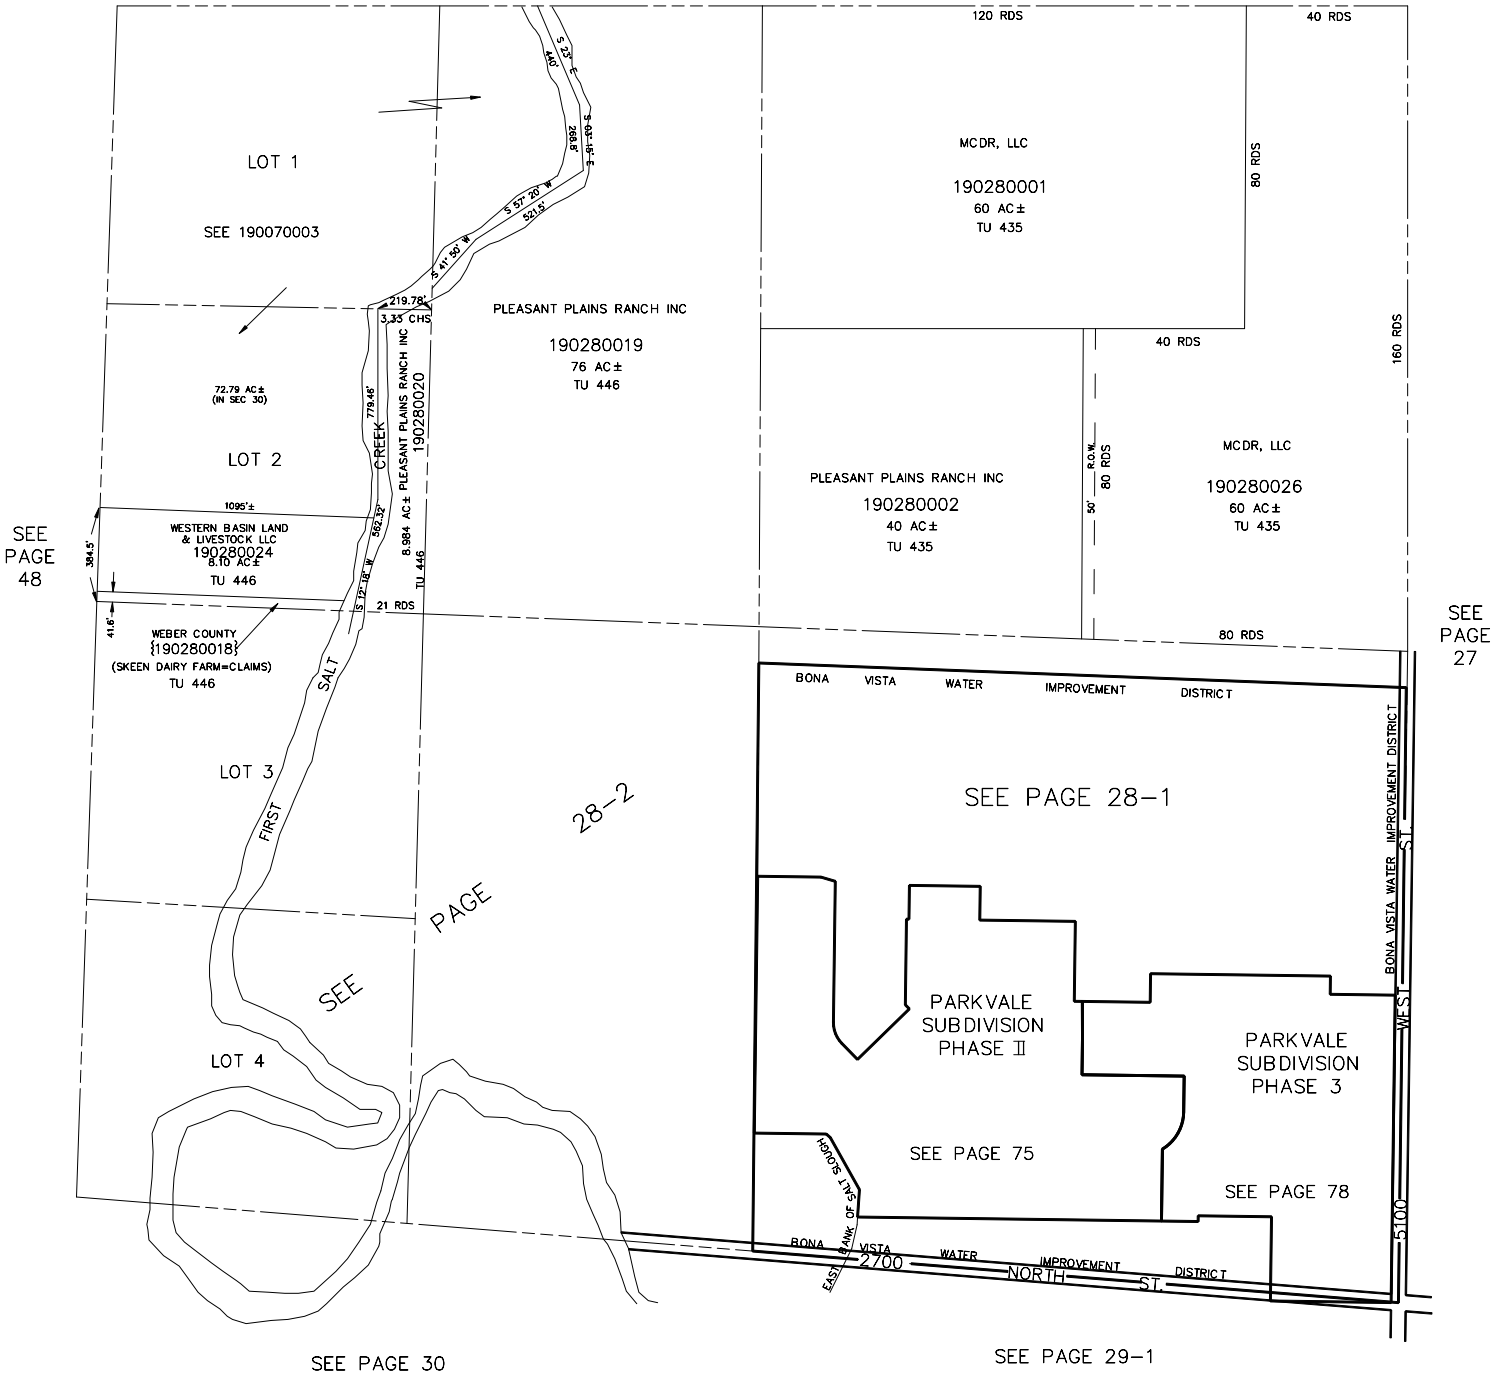 120 RDS
40 RDS
S 23° E
440'
S 03° 15' E
268.8'
MCDR, LLC
190280001
60 AC±
TU 435
80 RDS
LOT 1
SEE 190070003
S 57° 20' W
521.5'
S 41° 50' W
219.78'
3.33 CHS
PLEASANT PLAINS RANCH INC
190280019
76 AC±
TU 446
40 RDS
160 RDS
72.79 AC±
(IN SEC 30)
LOT 2
779.46'
CREEK
8.984 AC± PLEASANT PLAINS RANCH INC
190280020
TU 446
PLEASANT PLAINS RANCH INC
190280002
40 AC±
TU 435
50' R.O.W.
80 RDS
MCDR, LLC
190280026
60 AC±
TU 435
SEE
PAGE
48
1095'±
384.5'
WESTERN BASIN LAND
& LIVESTOCK LLC
190280024
8.10 AC±
TU 446
562.32'
S 12° 18' W
21 RDS
41.6'
WEBER COUNTY
{190280018}
(SKEEN DAIRY FARM=CLAIMS)
TU 446
80 RDS
SEE
PAGE
27
BONA VISTA WATER IMPROVEMENT DISTRICT
FIRST SALT
LOT 3
SEE PAGE 28-2
SEE PAGE 28-1
BONA VISTA WATER IMPROVEMENT DISTRICT
5100 WEST ST.
PARKVALE
SUBDIVISION
PHASE II
PARKVALE
SUBDIVISION
PHASE 3
LOT 4
SEE PAGE 75
SEE PAGE 78
EAST BANK OF SALT SLOUGH
BONA VISTA WATER IMPROVEMENT DISTRICT
2700 NORTH ST.
SEE PAGE 30
SEE PAGE 29-1